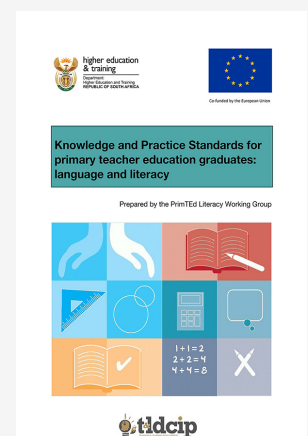 higher education
& training
Department:
Higher Education and Training
REPUBLIC OF SOUTH AFRICA
Co-funded by the European Union
Knowledge and Practice Standards for
primary teacher education graduates:
language and literacy
Prepared by the PrimTEd Literacy Working Group
1+1=2
2+2=4
4+4=8
tldcip